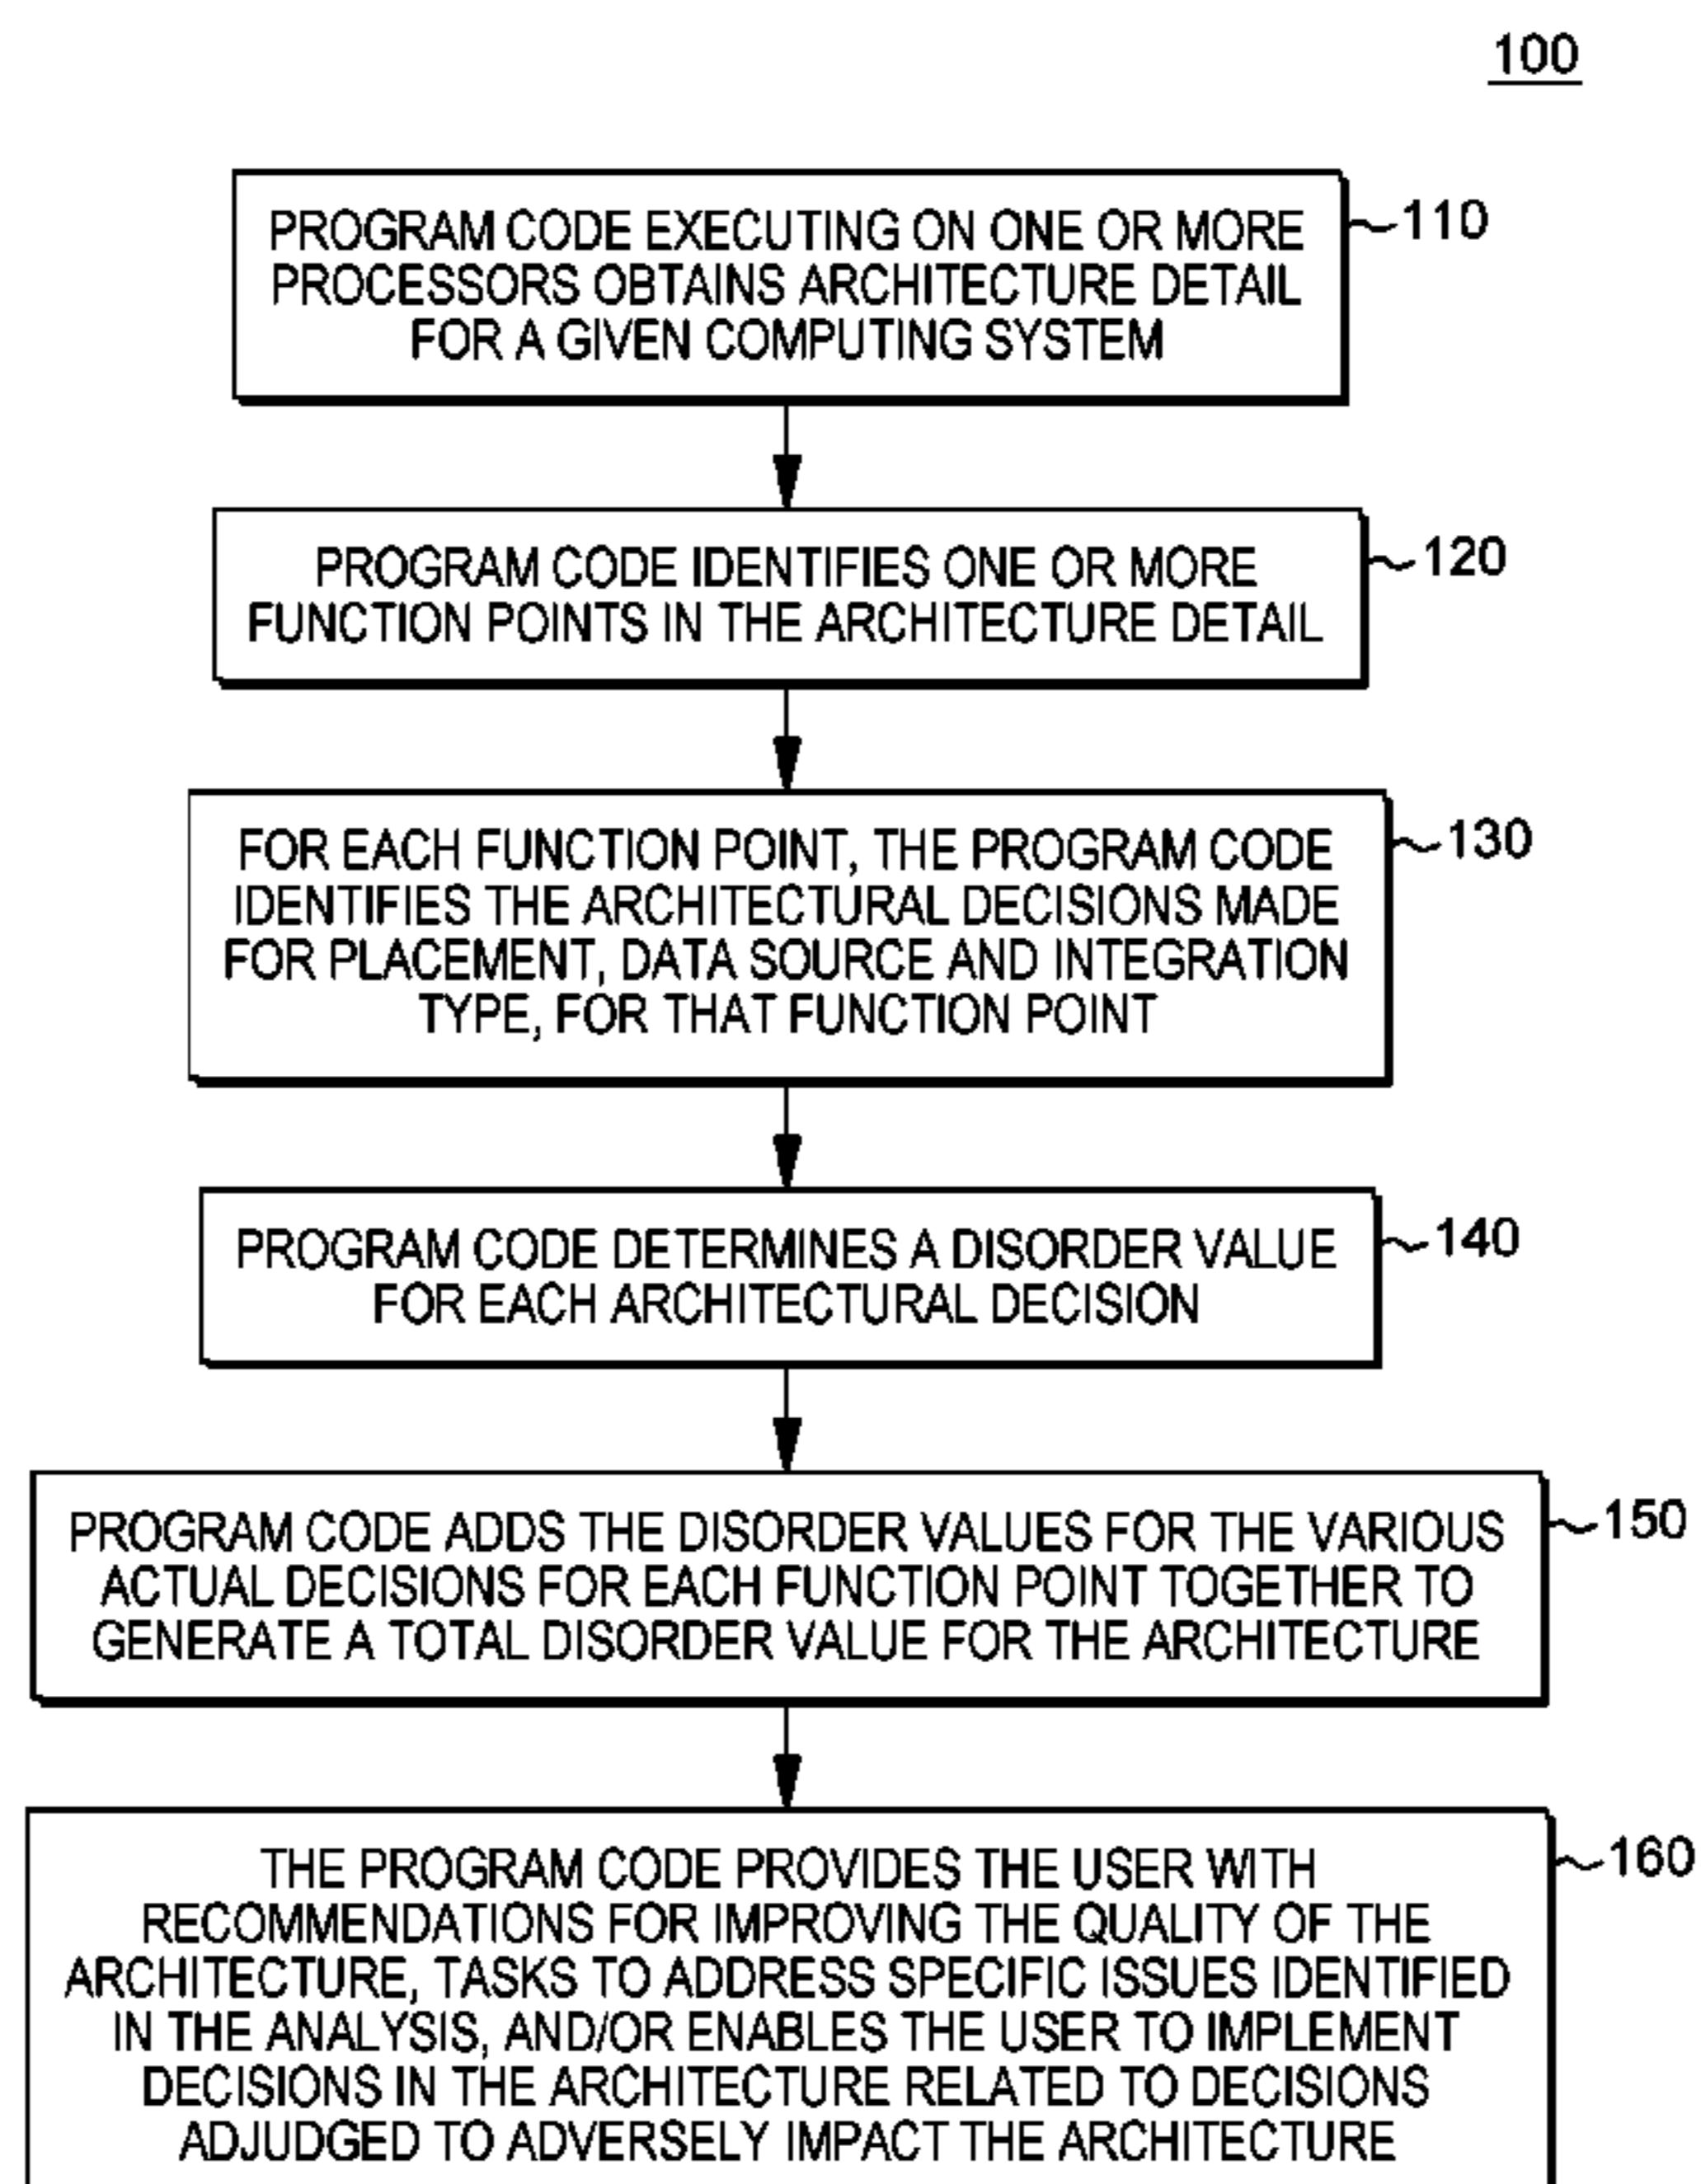 100
PROGRAM CODE EXECUTING ON ONE OR MORE
PROCESSORS OBTAINS ARCHITECTURE DETAIL
FOR A GIVEN COMPUTING SYSTEM
110
PROGRAM CODE IDENTIFIES ONE OR MORE
FUNCTION POINTS IN THE ARCHITECTURE DETAIL
120
FOR EACH FUNCTION POINT, THE PROGRAM CODE
IDENTIFIES THE ARCHITECTURAL DECISIONS MADE
FOR PLACEMENT, DATA SOURCE AND INTEGRATION
TYPE, FOR THAT FUNCTION POINT
130
PROGRAM CODE DETERMINES A DISORDER VALUE
FOR EACH ARCHITECTURAL DECISION
140
PROGRAM CODE ADDS THE DISORDER VALUES FOR THE VARIOUS
ACTUAL DECISIONS FOR EACH FUNCTION POINT TOGETHER TO
GENERATE A TOTAL DISORDER VALUE FOR THE ARCHITECTURE
150
THE PROGRAM CODE PROVIDES THE USER WITH
RECOMMENDATIONS FOR IMPROVING THE QUALITY OF THE
ARCHITECTURE, TASKS TO ADDRESS SPECIFIC ISSUES IDENTIFIED
IN THE ANALYSIS, AND/OR ENABLES THE USER TO IMPLEMENT
DECISIONS IN THE ARCHITECTURE RELATED TO DECISIONS
ADJUDGED TO ADVERSELY IMPACT THE ARCHITECTURE
160